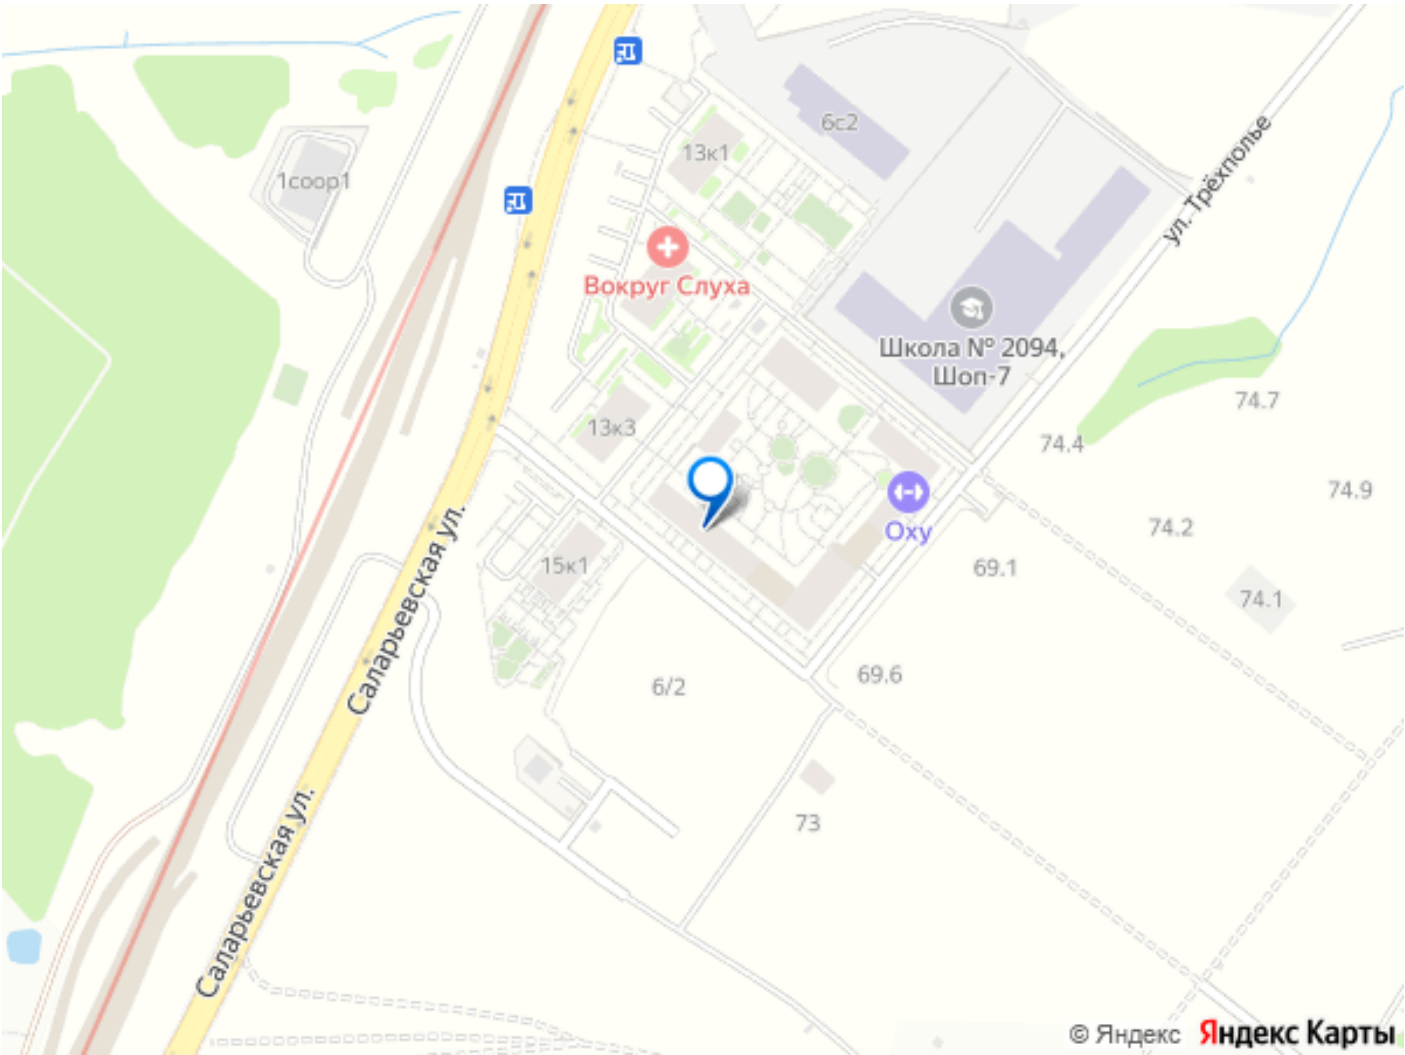 6с2
13к1
1соор1
ул. Трёхполье
Вокруг Слуха
Школа № 2094,
Шоп-7
74.7
13к3
74.4
74.9
Оху
74.2
Саларьевская ул.
15к1
69.1
74.1
69.6
6/2
73
Саларьевская ул.
© Яндекс Яндекс Карты